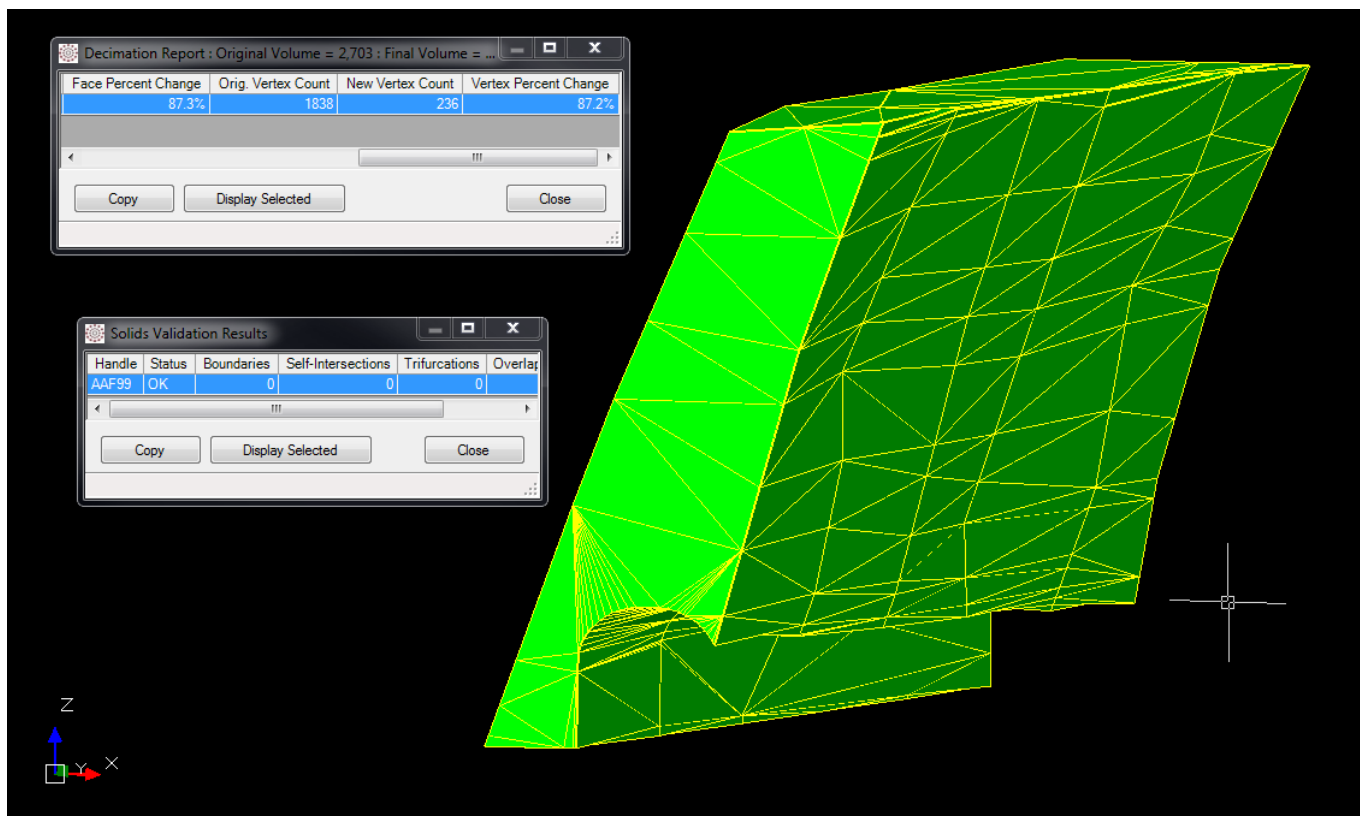 Decimation Report : Original Volume = 2,703 : Final Volume = ...
Face Percent Change Orig. Vertex Count New Vertex Count Vertex Percent Change
87.3% 1838 236 87.2%
Copy Display Selected Close
Solids Validation Results
Handle Status Boundaries Self-Intersections Trifurcations Overlap
AAF99 OK 0 0 0
Copy Display Selected Close
Z
Y X